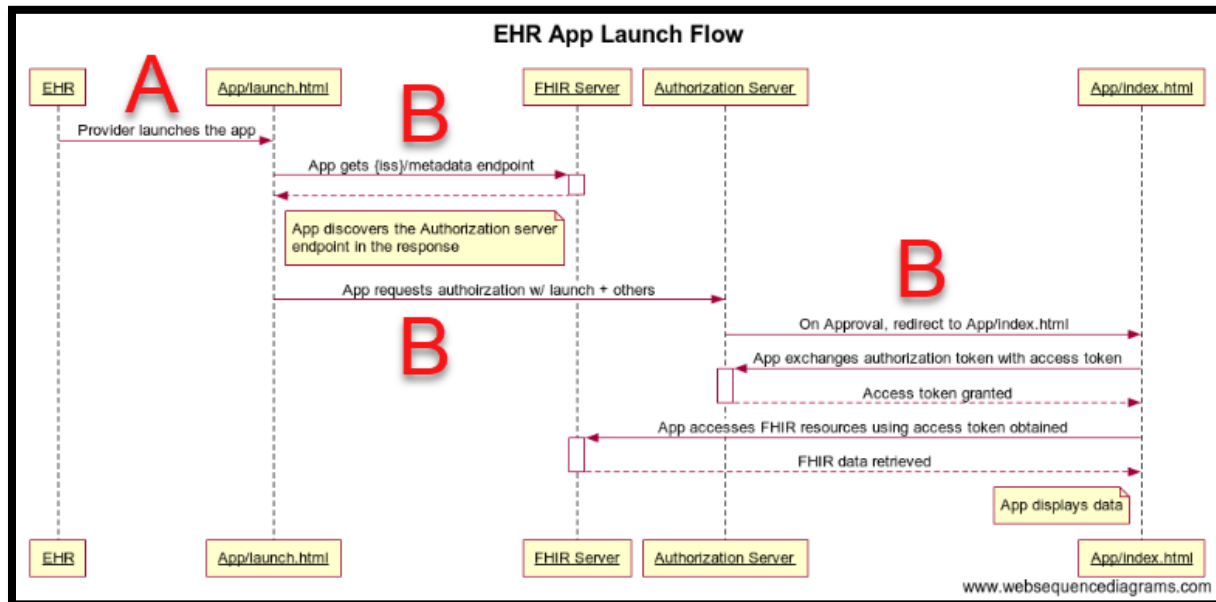 EHR App Launch Flow
EHR
A
App/launch.html
FHIR Server
Authorization Server
App/index.html
Provider launches the app
B
App gets {iss}/metadata endpoint
App discovers the Authorization server
endpoint in the response
App requests authoirzation w/ launch + others
B
B
On Approval, redirect to App/index.html
App exchanges authorization token with access token
Access token granted
App accesses FHIR resources using access token obtained
FHIR data retrieved
App displays data
EHR
App/launch.html
FHIR Server
Authorization Server
App/index.html
www.websequencediagrams.com